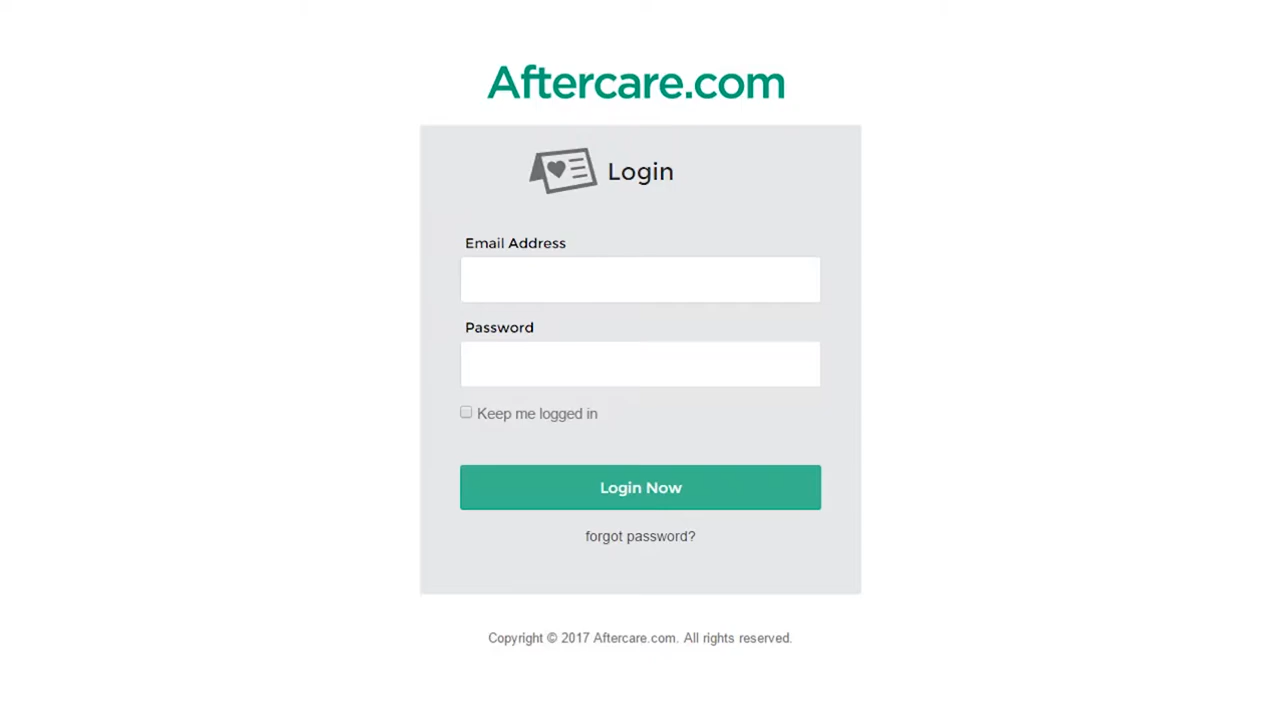 Aftercare.com
Login
Email Address
Password
Keep me logged in
Login Now
forgot password?
Copyright © 2017 Aftercare.com. All rights reserved.